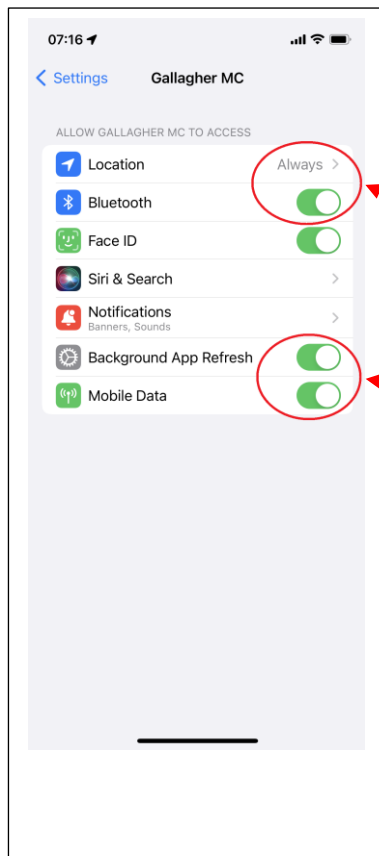 07:16
Settings Gallagher MC
ALLOW GALLAGHER MC TO ACCESS
Location Always
Bluetooth
Face ID
Siri & Search
Notifications
Banners, Sounds
Background App Refresh
Mobile Data